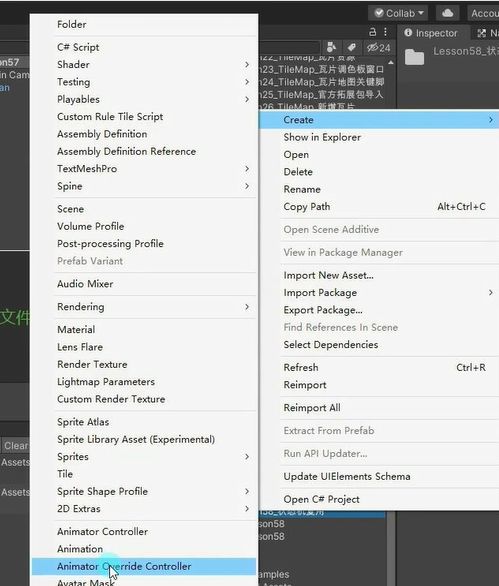 Collab
Accou
Inspector
24
Lesson58_状
on57
in Cam
an
22_TileMap_瓦片资源
n23_TileMap_瓦片调色板窗口
n24_TileMap_瓦片地图关键脚
n25_TileMap_官方拓展包导入
n26_TileMap_新增瓦片
Folder
C# Script
Shader
Testing
Playables
Custom Rule Tile Script
Assembly Definition
Assembly Definition Reference
TextMeshPro
Spine
Scene
Volume Profile
Post-processing Profile
Prefab Variant
Audio Mixer
Rendering
Material
Lens Flare
Render Texture
Lightmap Parameters
Custom Render Texture
Sprite Atlas
Sprite Library Asset (Experimental)
Sprites
Tile
Sprite Shape Profile
2D Extras
Animator Controller
Animation
Animator Override Controller
Avatar Mask
Create
Show in Explorer
Open
Delete
Rename
Copy Path Alt+Ctrl+C
Open Scene Additive
View in Package Manager
Import New Asset...
Import Package
Export Package...
Find References In Scene
Select Dependencies
Refresh Ctrl+R
Reimport
Reimport All
Extract From Prefab
Run API Updater...
Update UIElements Schema
Open C# Project
文件
Clear
Assets
Assets
58_状态机复用
son58
son58
amples